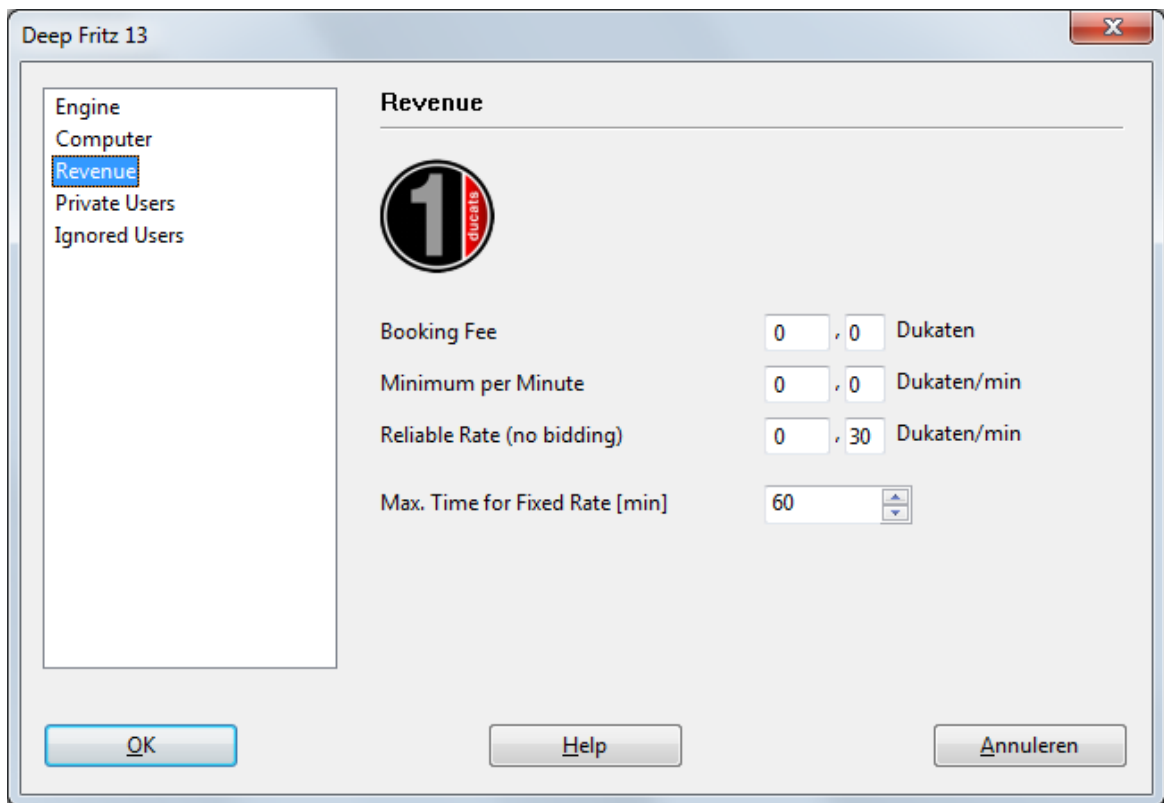 Deep Fritz 13
Engine
Computer
Revenue
Private Users
Ignored Users
Revenue
1 ducats
Booking Fee 0 , 0 Dukaten
Minimum per Minute 0 , 0 Dukaten/min
Reliable Rate (no bidding) 0 , 30 Dukaten/min
Max. Time for Fixed Rate [min] 60
OK Help Annuleren